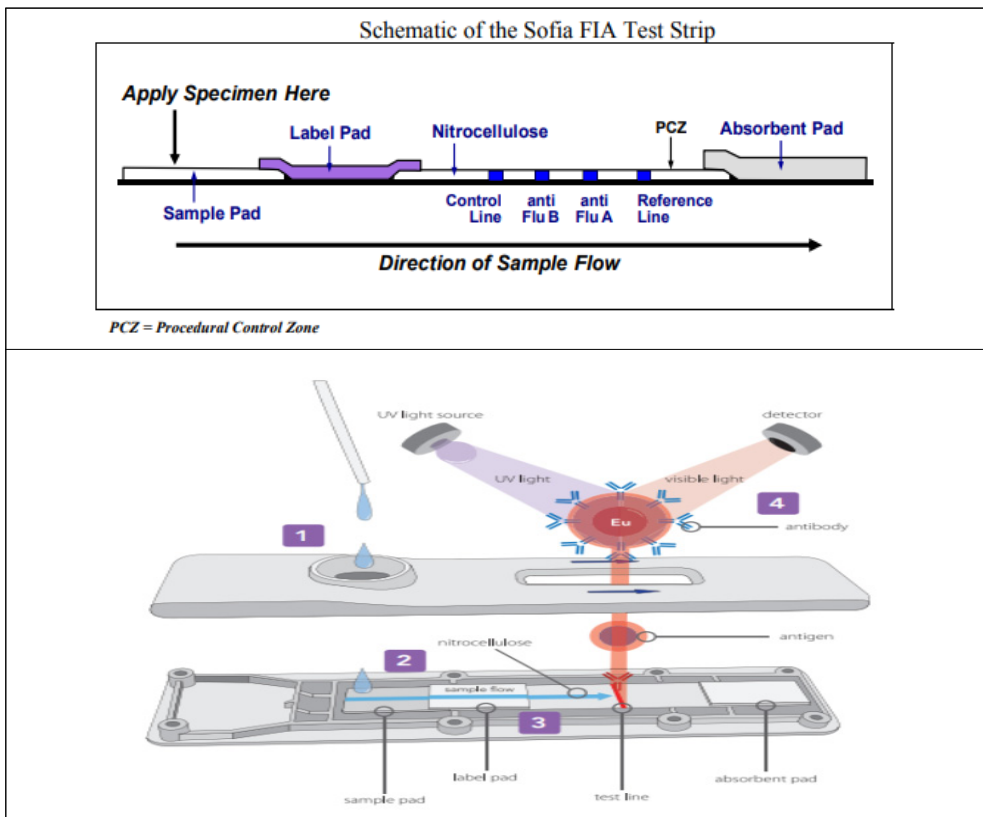 Schematic of the Sofia FIA Test Strip
Apply Specimen Here
Label Pad
Nitrocellulose
PCZ
Absorbent Pad
Sample Pad
Control
Line
anti
Flu B
anti
Flu A
Reference
Line
Direction of Sample Flow
PCZ = Procedural Control Zone
UV light source
detector
UV light
visible light
4
Eu
antibody
1
antigen
nitrocellulose
2
sample flow
3
label pad
sample pad
test line
absorbent pad